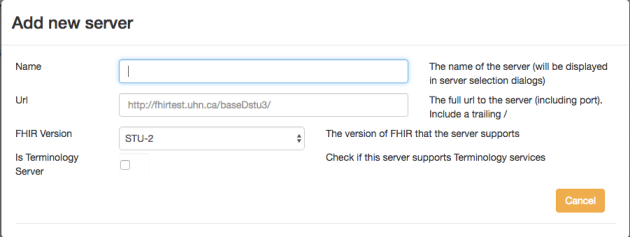 Add new server
Name
The name of the server (will be displayed
in server selection dialogs)
Url
http://fhirtest.uhn.ca/baseDstu3/
The full url to the server (including port).
Include a trailing /
FHIR Version
STU-2
The version of FHIR that the server supports
Is Terminology
Server
Check if this server supports Terminology services
Cancel